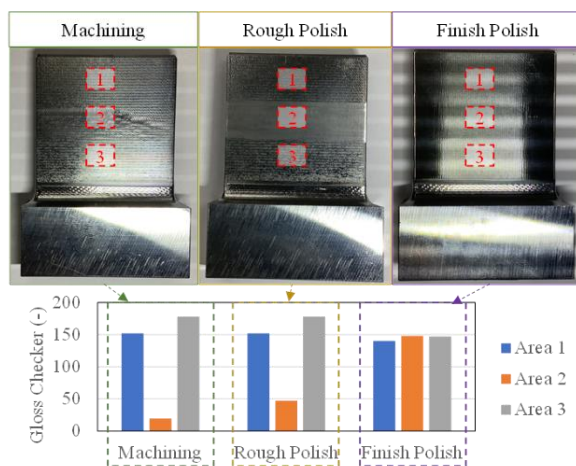 Machining Rough Polish Finish Polish
1 1 1
2 2 2
3 3 3
200
150
100
50
0
Gloss Checker (-)
Area 1
Area 2
Area 3
Machining Rough Polish Finish Polish